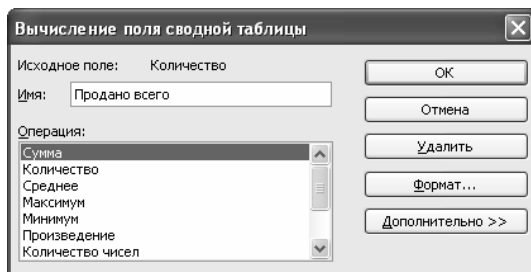 Вычисление поля сводной таблицы
Исходное поле: Количество
Имя: Продано всего
Операция:
Сумма
Количество
Среднее
Максимум
Минимум
Произведение
Количество чисел
ОК
Отмена
Удалить
Формат...
Дополнительно >>